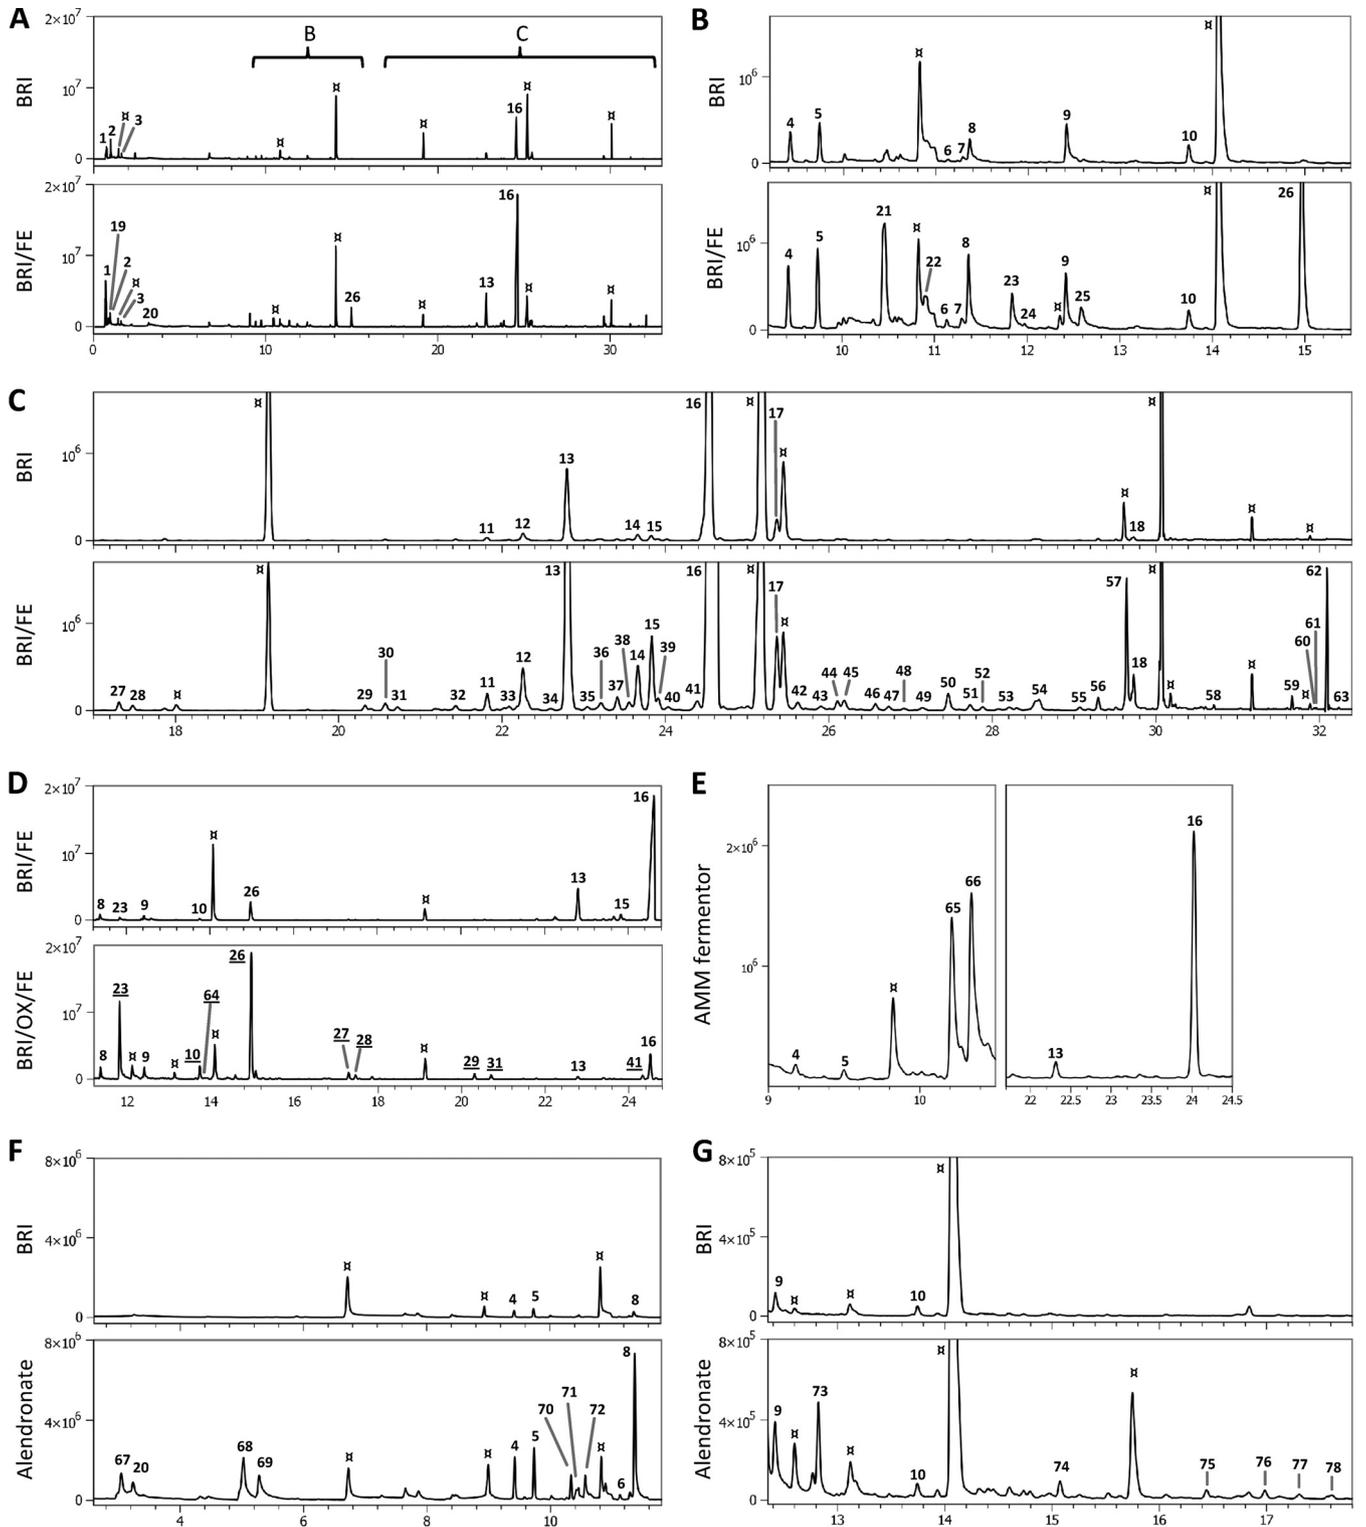 A
2×10⁷
BRI
10⁷
0
B
C
1 2 ¤ 3 ¤ ¤ ¤ 16 ¤ ¤
2×10⁷
BRI/FE
10⁷
0
19 1 2 ¤ 3 20 ¤ ¤ 26 ¤ 13 16 ¤ ¤
0 10 20 30
B
BRI
10⁶
0
4 5 ¤ 6 7 8 9 10 ¤
BRI/FE
10⁶
0
4 5 21 ¤ 22 6 7 8 23 24 ¤ 9 25 10 ¤ 26
10 11 12 13 14 15
C
BRI
10⁶
0
¤ 11 12 13 14 15 16 ¤ 17 ¤ ¤ 18 ¤ ¤ ¤
BRI/FE
10⁶
0
27 28 ¤ ¤ 29 30 31 32 11 33 12 34 13 35 36 37 38 14 15 39 40 41 16 ¤ 17 ¤ 42 43 44 45 46 47 48 49 50 51 52 53 54 55 56 57 18 ¤ ¤ 58 ¤ 59 ¤ 60 61 62 63
18 20 22 24 26 28 30 32
D
2×10⁷
BRI/FE
10⁷
0
8 23 9 10 ¤ 26 ¤ 13 15 16
2×10⁷
BRI/OX/FE
10⁷
0
8 23 ¤ 9 ¤ 10 64 ¤ 26 27 28 ¤ 29 31 13 41 16
12 14 16 18 20 22 24
E
AMM fermentor
2×10⁶
10⁶
4 5 ¤ 65 66
13 16
9 10
22 22.5 23 23.5 24 24.5
F
8×10⁶
BRI
4×10⁶
0
¤ ¤ 4 5 ¤ 8
8×10⁶
Alendronate
4×10⁶
0
67 20 68 69 ¤ ¤ 4 5 70 71 72 ¤ 6 8
4 6 8 10
G
8×10⁵
BRI
4×10⁵
0
9 ¤ ¤ 10 ¤
8×10⁵
Alendronate
4×10⁵
0
9 ¤ 73 ¤ 10 ¤ 74 ¤ 75 76 77 78
13 14 15 16 17